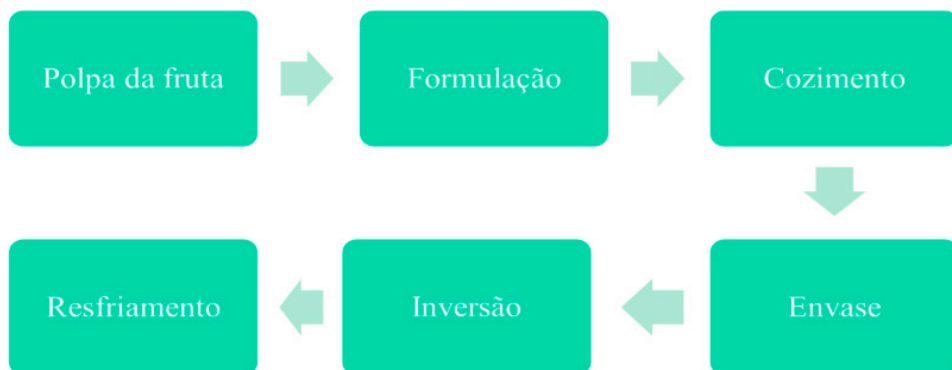 Polpa da fruta
Formulação
Cozimento
Envase
Inversão
Resfriamento